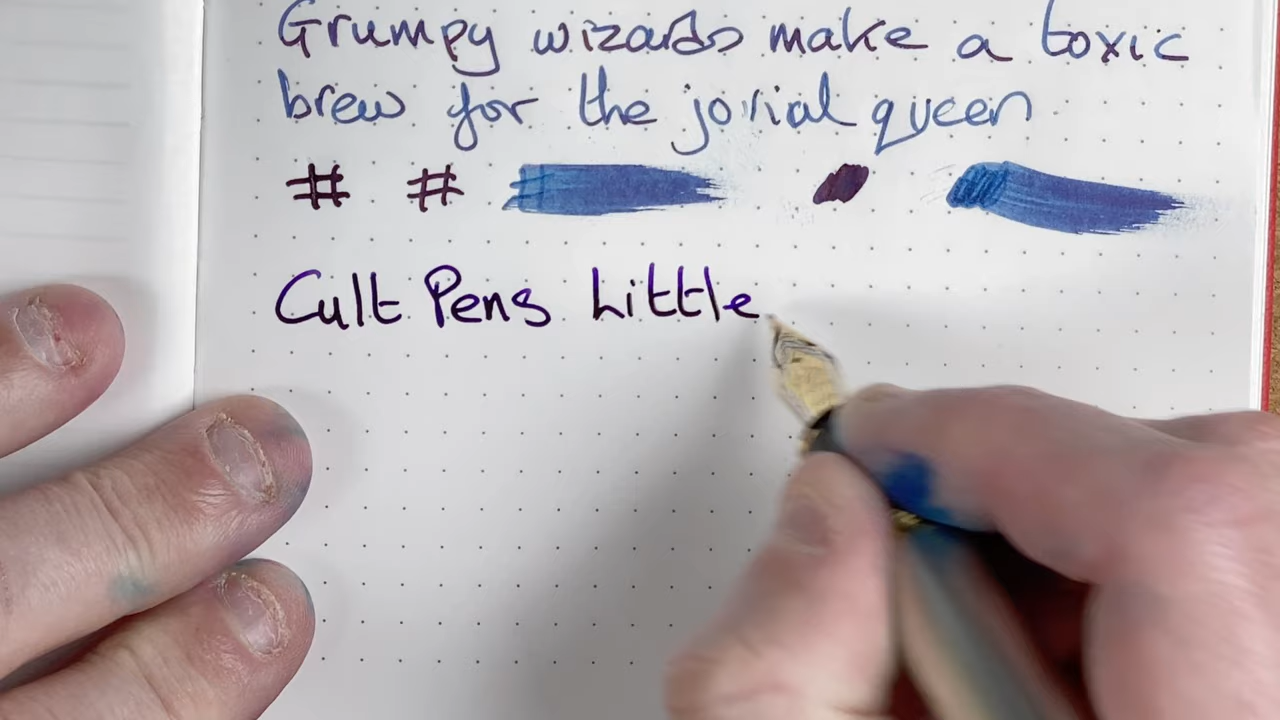 Grumpy wizards make a toxic
brew for the jovial queen
# #
Cult Pens Little